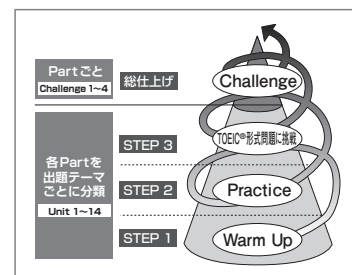 Partごと
Challenge 1~4
総仕上げ
Challenge
各Partを
出題テーマ
ごとに分類
Unit 1~14
STEP 3
TOEIC®形式問題に挑戦
STEP 2
Practice
STEP 1
Warm Up